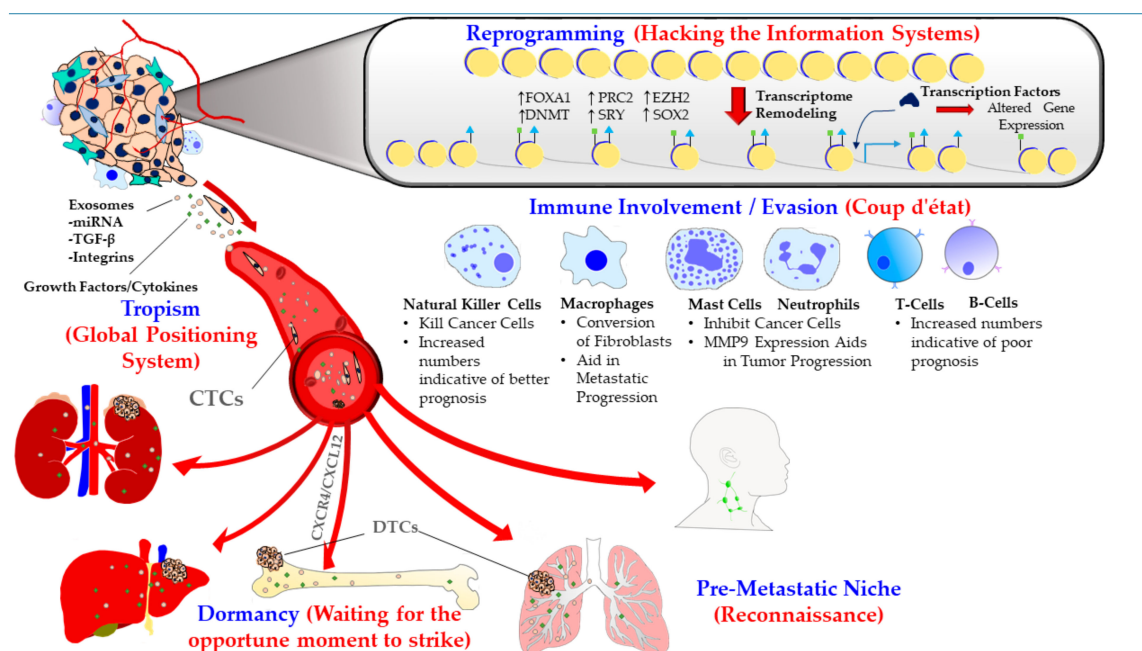 Reprogramming (Hacking the Information Systems)
↑FOXA1 ↑PRC2 ↑EZH2
↑DNMT ↑SRY ↑SOX2
Transcriptome
Remodeling
Transcription Factors
Altered Gene
Expression
Exosomes
-miRNA
-TGF-β
-Integrins
Growth Factors/Cytokines
Tropism
(Global Positioning
System)
CTCs
Immune Involvement / Evasion (Coup d'état)
Natural Killer Cells
• Kill Cancer Cells
• Increased
numbers
indicative of better
prognosis
Macrophages
• Conversion
of Fibroblasts
• Aid in
Metastatic
Progression
Mast Cells Neutrophils
• Inhibit Cancer Cells
• MMP9 Expression Aids
in Tumor Progression
T-Cells B-Cells
• Increased numbers
indicative of poor
prognosis
CXCR4/CXCL12
DTCs
Dormancy (Waiting for the
opportune moment to strike)
Pre-Metastatic Niche
(Reconnaissance)